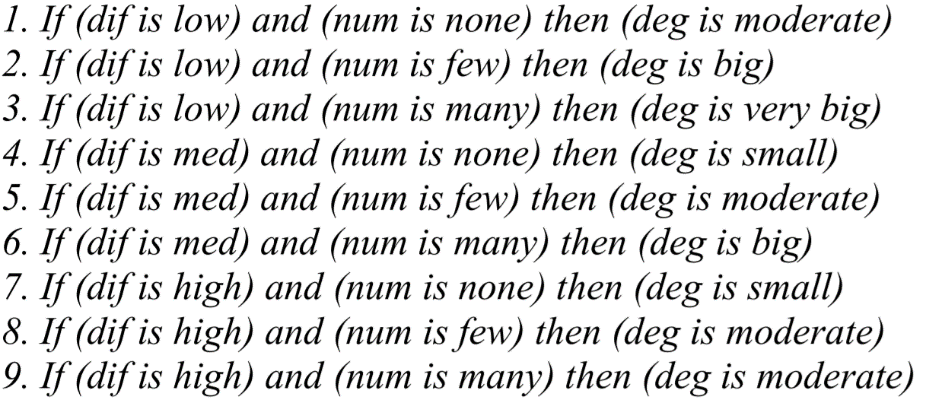 1. If (dif is low) and (num is none) then (deg is moderate)
2. If (dif is low) and (num is few) then (deg is big)
3. If (dif is low) and (num is many) then (deg is very big)
4. If (dif is med) and (num is none) then (deg is small)
5. If (dif is med) and (num is few) then (deg is moderate)
6. If (dif is med) and (num is many) then (deg is big)
7. If (dif is high) and (num is none) then (deg is small)
8. If (dif is high) and (num is few) then (deg is moderate)
9. If (dif is high) and (num is many) then (deg is moderate)